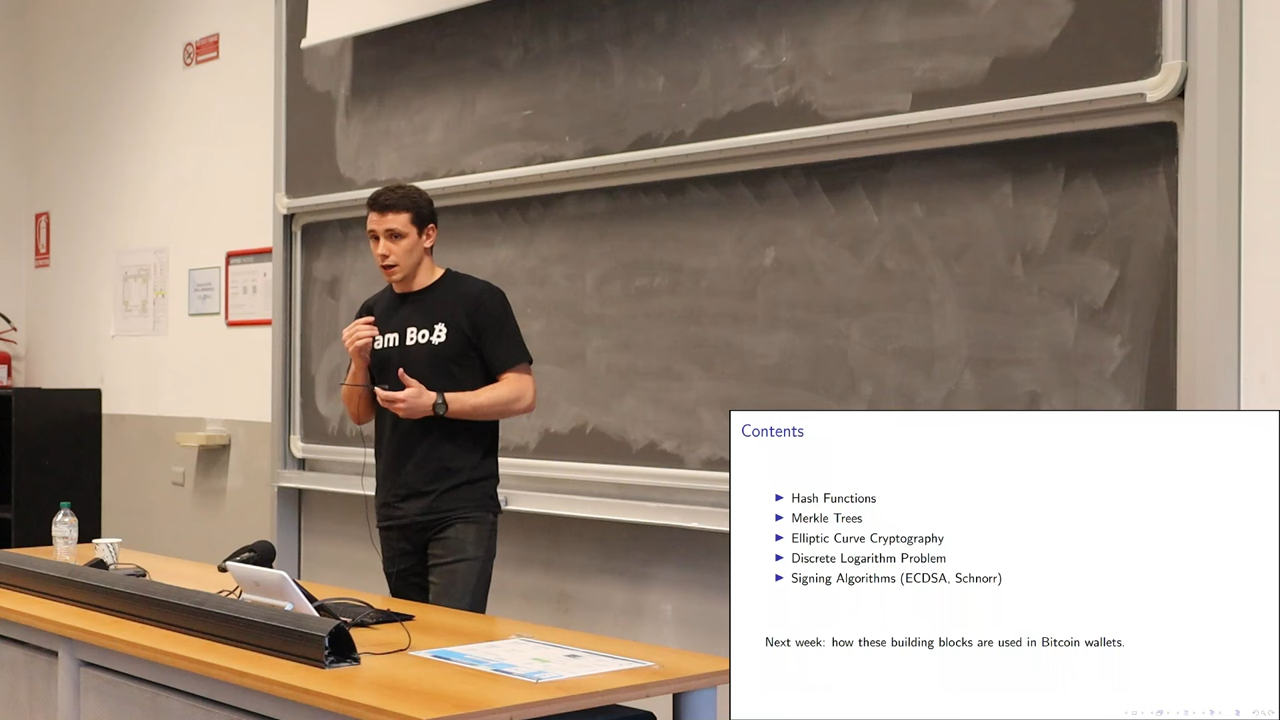 am Bo₿
Contents
Hash Functions
Merkle Trees
Elliptic Curve Cryptography
Discrete Logarithm Problem
Signing Algorithms (ECDSA, Schnorr)
Next week: how these building blocks are used in Bitcoin wallets.